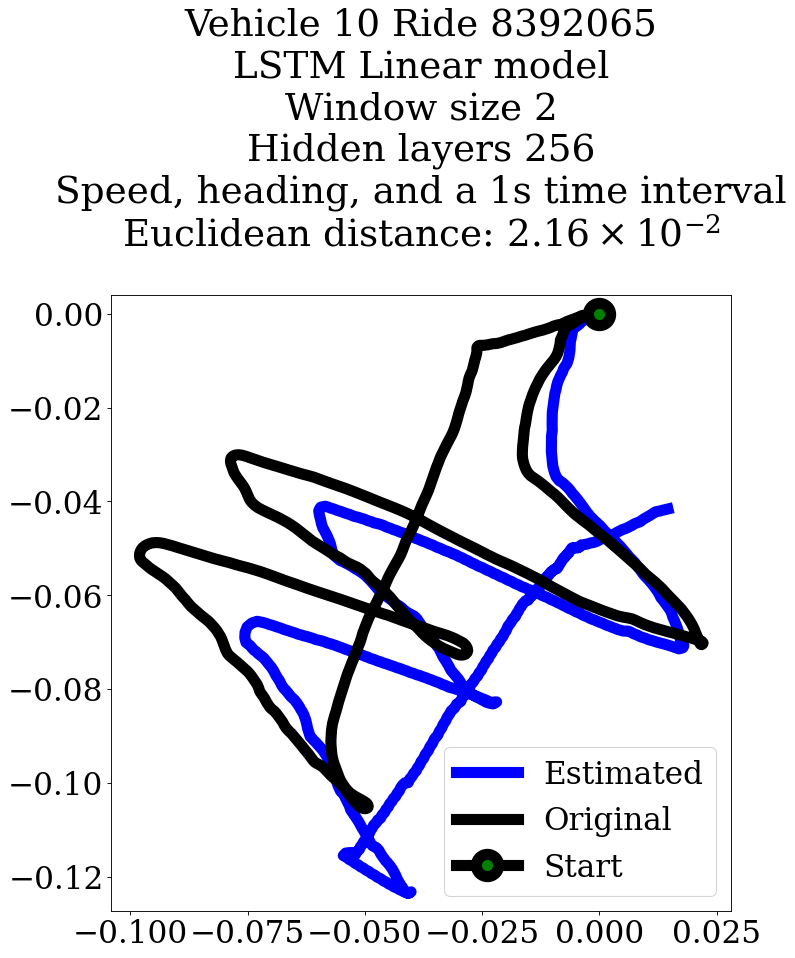 Vehicle 10 Ride 8392065
LSTM Linear model
Window size 2
Hidden layers 256
Speed, heading, and a 1s time interval
Euclidean distance: 2.16 × 10⁻²
0.00
−0.02
−0.04
−0.06
−0.08
−0.10
−0.12
Estimated
Original
Start
−0.100 −0.075 −0.050 −0.025 0.000 0.025